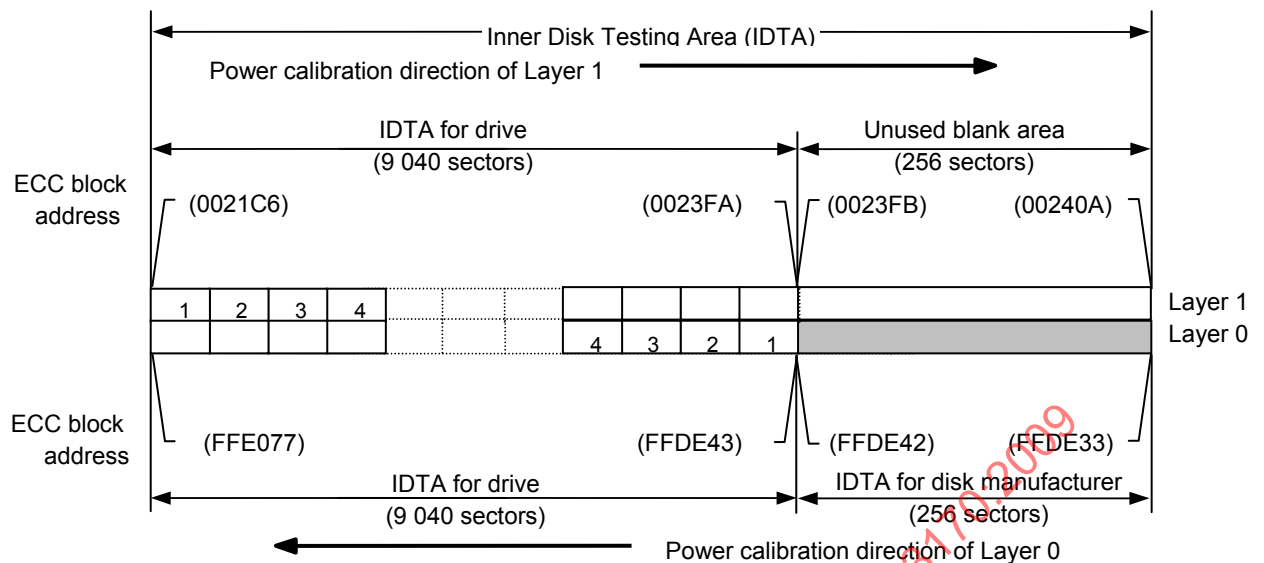 Inner Disk Testing Area (IDTA)
Power calibration direction of Layer 1
IDTA for drive
(9 040 sectors)
Unused blank area
(256 sectors)
ECC block
address
(0021C6)
(0023FA)
(0023FB)
(00240A)
1 2 3 4
Layer 1
4 3 2 1
Layer 0
ECC block
address
(FFE077)
(FFDE43)
(FFDE42)
(FFDE33)
IDTA for drive
(9 040 sectors)
IDTA for disk manufacturer
(256 sectors)
Power calibration direction of Layer 0
3170:2009